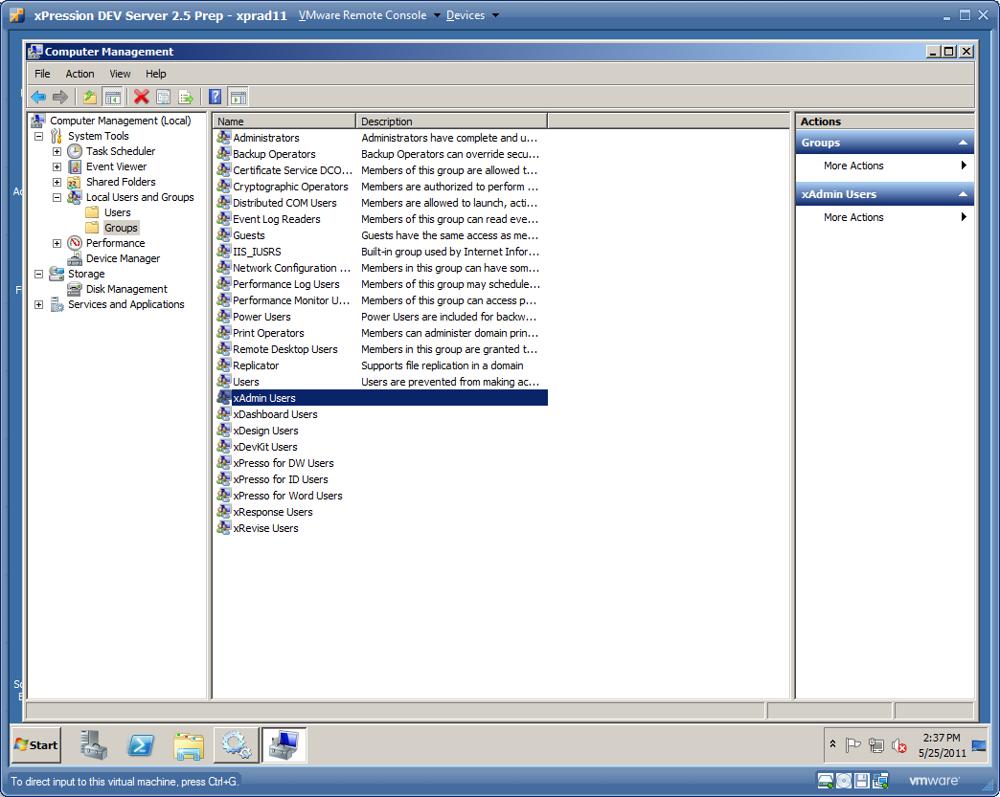 xPression DEV Server 2.5 Prep - xprad11 VMware Remote Console Devices
Computer Management
File Action View Help
Computer Management (Local)
System Tools
Task Scheduler
Event Viewer
Shared Folders
Local Users and Groups
Users
Groups
Performance
Device Manager
Storage
Disk Management
Services and Applications
Name Description
Administrators Administrators have complete and u...
Backup Operators Backup Operators can override secu...
Certificate Service DCO... Members of this group are allowed t...
Cryptographic Operators Members are authorized to perform ...
Distributed COM Users Members are allowed to launch, acti...
Event Log Readers Members of this group can read eve...
Guests Guests have the same access as me...
IIS_IUSRS Built-in group used by Internet Infor...
Network Configuration ... Members in this group can have som...
Performance Log Users Members of this group may schedule...
Performance Monitor U... Members of this group can access p...
Power Users Power Users are included for backw...
Print Operators Members can administer domain prin...
Remote Desktop Users Members in this group are granted t...
Replicator Supports file replication in a domain
Users Users are prevented from making ac...
xAdmin Users
xDashboard Users
xDesign Users
xDevKit Users
xPresso for DW Users
xPresso for ID Users
xPresso for Word Users
xResponse Users
xRevise Users
Actions
Groups
More Actions
xAdmin Users
More Actions
Start
2:37 PM
5/25/2011
To direct input to this virtual machine, press Ctrl+G.
vmware